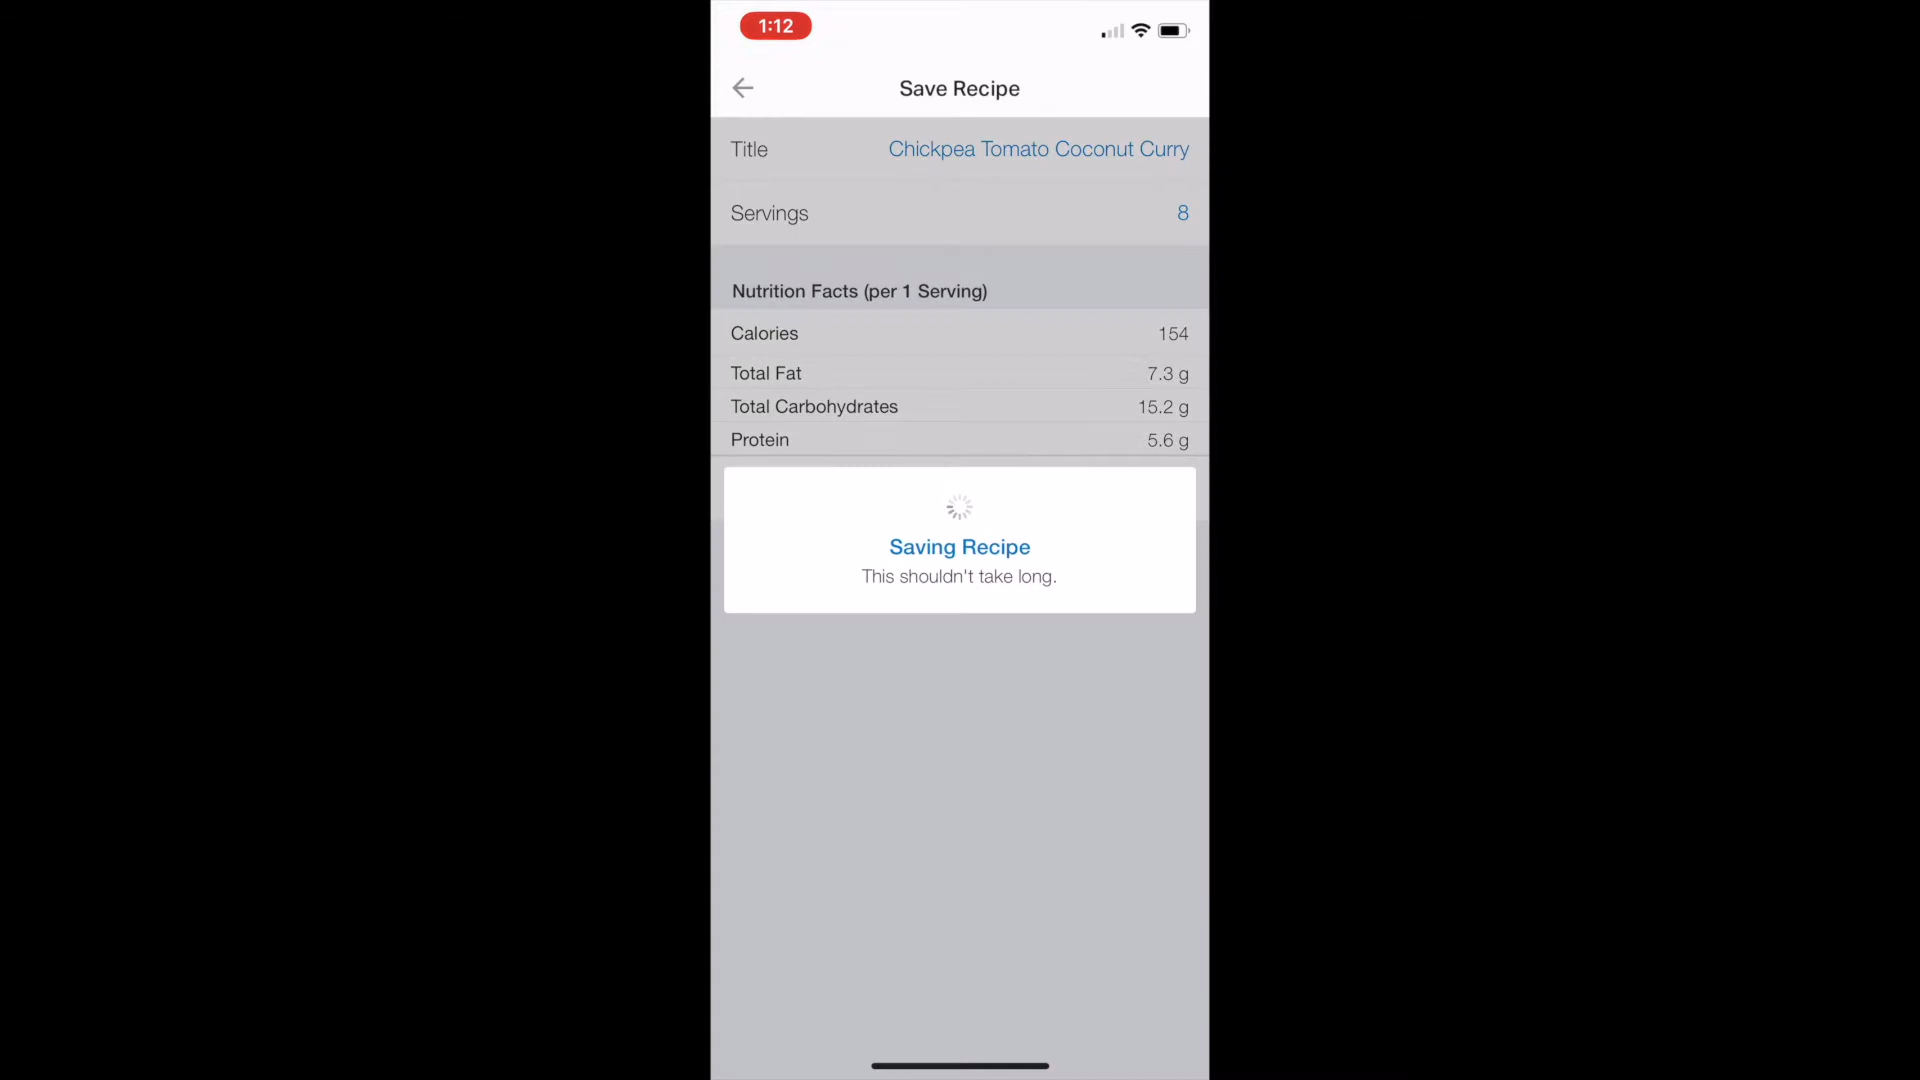 1:12
Save Recipe
Title Chickpea Tomato Coconut Curry
Servings 8
Nutrition Facts (per 1 Serving)
Calories 154
Total Fat 7.3 g
Total Carbohydrates 15.2 g
Protein 5.6 g
Saving Recipe
This shouldn't take long.